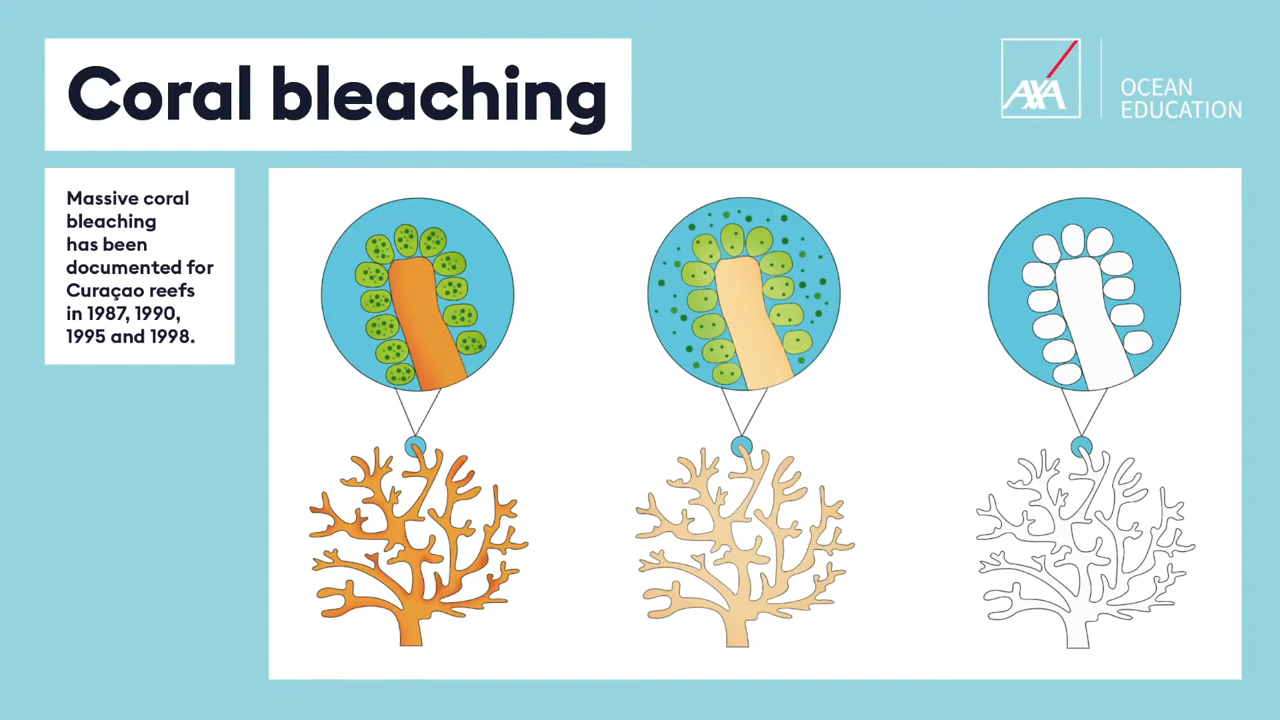 Coral bleaching
AXA
OCEAN
EDUCATION
Massive coral
bleaching
has been
documented for
Curaçao reefs
in 1987, 1990,
1995 and 1998.